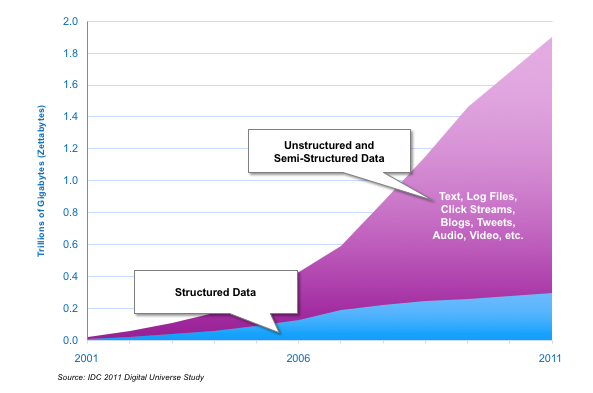 2.0
1.8
1.6
1.4
1.2
1.0
0.8
0.6
0.4
0.2
0.0
Trillions of Gigabytes (Zettabytes)
Unstructured and
Semi-Structured Data
Text, Log Files,
Click Streams,
Blogs, Tweets,
Audio, Video, etc.
Structured Data
2001
2006
2011
Source: IDC 2011 Digital Universe Study